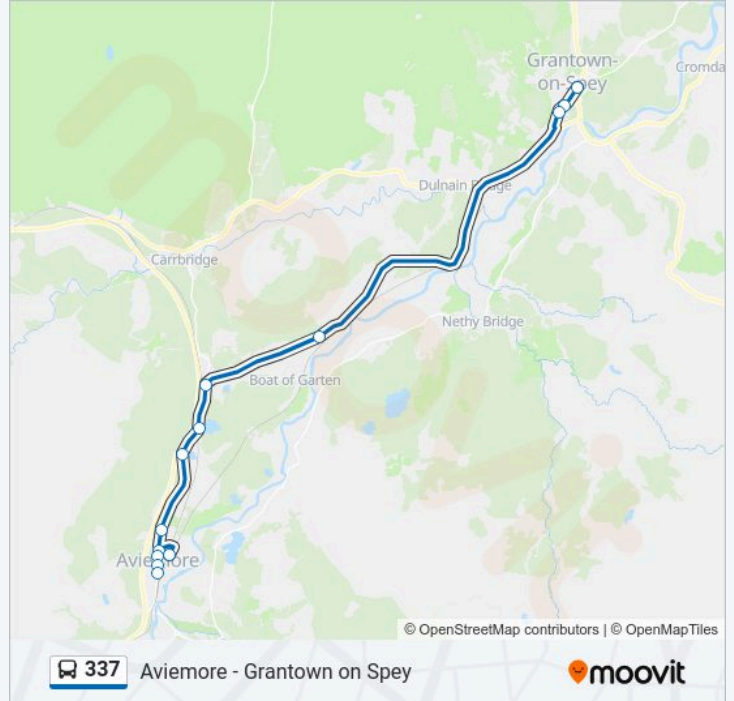 Grantown-
on-Spey
Cromda
Dulnain Bridge
Carrbridge
Nethy Bridge
Boat of Garten
Aviemore
© OpenStreetMap contributors | © OpenMapTiles
337 Aviemore - Grantown on Spey
moovit